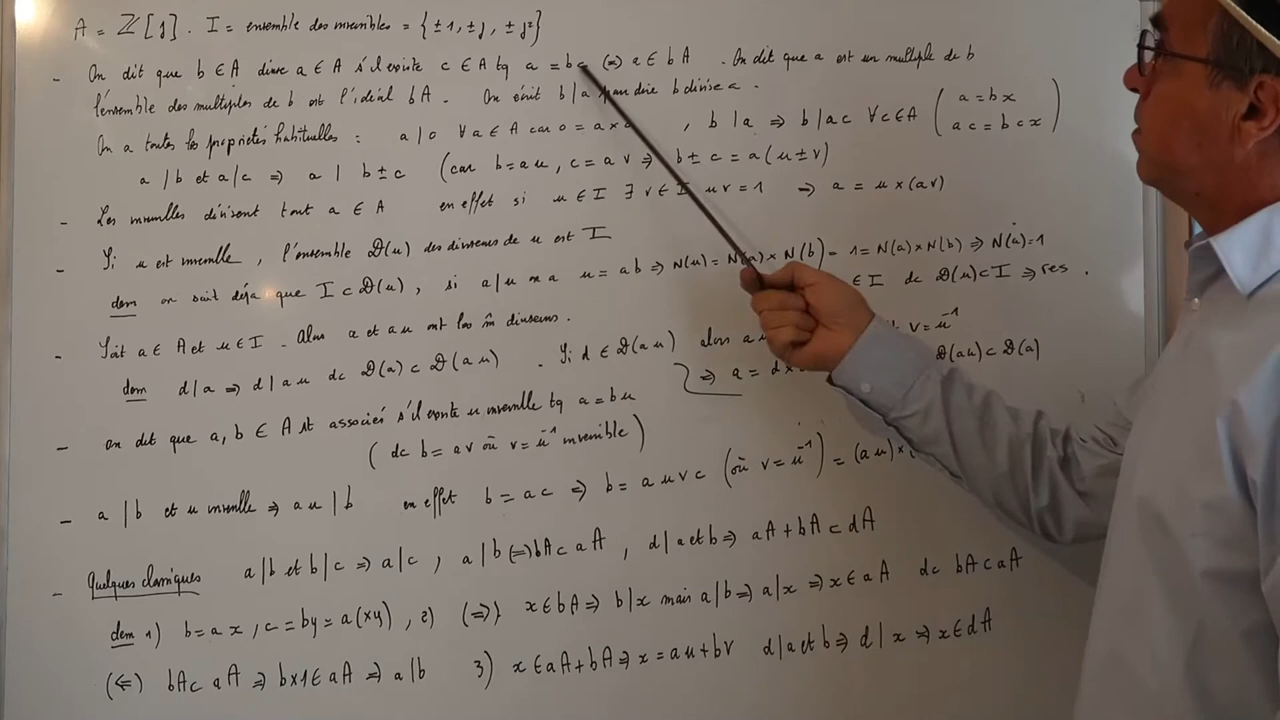 A = ℤ[j]. I = ensemble des inversibles = {±1, ±j, ±j²}
- On dit que b ∈ A divise a ∈ A s'il existe c ∈ A tq a = bc (⇔) a ∈ bA . On dit que a est un multiple de b
l'ensemble des multiples de b est l'idéal bA . On écrit b|a pour dire b divise a .
On a toutes les propriétés habituelles : a|0 ∀a ∈ A car 0 = a×0 , b|a ⇒ b|ac ∀c∈A (a = bx
ac = bcx)
a|b et a|c ⇒ a | b±c (car b = au, c = av ⇒ b±c = a(u±v)
- Les inversibles divisent tout a ∈ A en effet si u ∈ I ∃ v ∈ I uv = 1 → a = u×(av)
- Si u est inversible, l'ensemble D(u) des diviseurs de u est I
dem on sait déjà que I ⊂ D(u), si a|u on a u = ab ⇒ N(u) = N(a)×N(b) = 1 = N(a)×N(b) ⇒ N(a) = 1
∈ I dc D(u) ⊂ I ⇒ res .
- Soit a ∈ A et u ∈ I . Alors a et au ont les m̂ diviseurs .
dem d|a ⇒ d|au dc D(a) ⊂ D(au) . Si d ∈ D(au) alors au v = u⁻¹
⇒ a = d× D(au) ⊂ D(a)
- on dit que a, b ∈ A st associés s'il existe u inversible tq a = bu
(dc b = av où v = u⁻¹ inversible)
- a|b et u inversible ⇒ au|b en effet b = ac ⇒ b = auvc (où v = u⁻¹) = (au)×
- Quelques classiques a|b et b|c ⇒ a|c , a|b (⇔) bA ⊂ aA , d|a et b ⇒ aA + bA ⊂ dA
dem 1) b = ax, c = by = a(xy) , 2) (⇒) x ∈ bA ⇒ b|x mais a|b ⇒ a|x ⇒ x ∈ aA dc bA ⊂ aA
(⇐) bA ⊂ aA ⇒ b×1 ∈ aA ⇒ a|b 3) x ∈ aA + bA ⇒ x = au + bv d|a et b ⇒ d|x ⇒ x ∈ dA